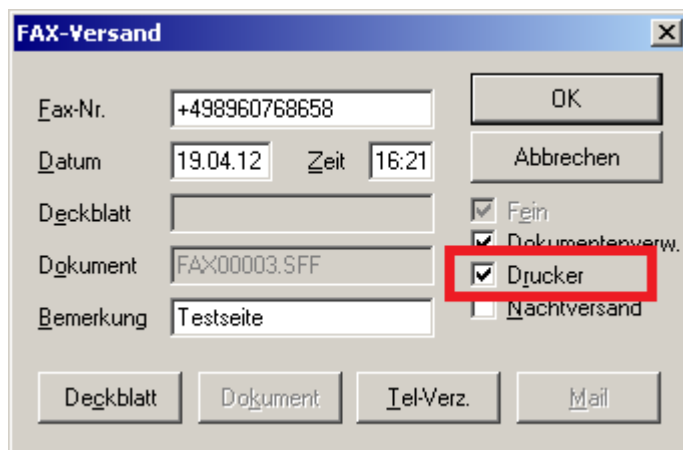 FAX-Versand
Fax-Nr. +498960768658 OK
Datum 19.04.12 Zeit 16:21 Abbrechen
Deckblatt Fein
Dokumentenverw.
Dokument FAX00003.SFF Drucker
Bemerkung Testseite Nachtversand
Deckblatt Dokument Tel-Verz. Mail